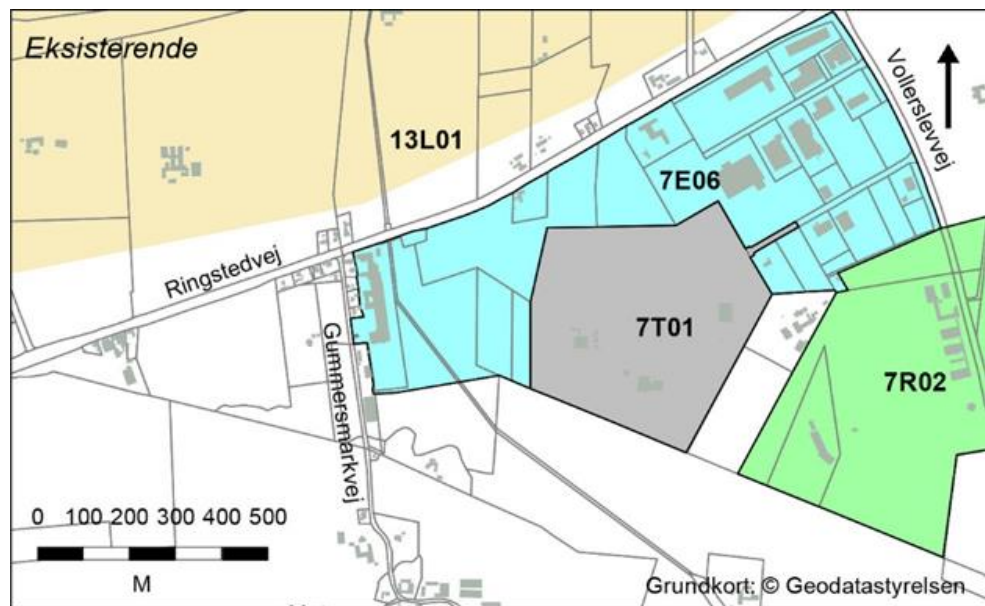 Eksisterende
Vollerslevvej
13L01
7E06
Ringstedvej
7T01
Gummersmarkvej
7R02
0 100 200 300 400 500
M
Grundkort: © Geodatastyrelsen